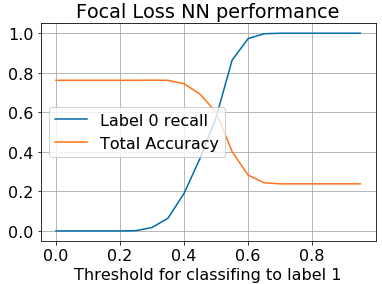 Focal Loss NN performance
1.0
0.8
0.6
0.4
0.2
0.0
Label 0 recall
Total Accuracy
0.0 0.2 0.4 0.6 0.8
Threshold for classifing to label 1